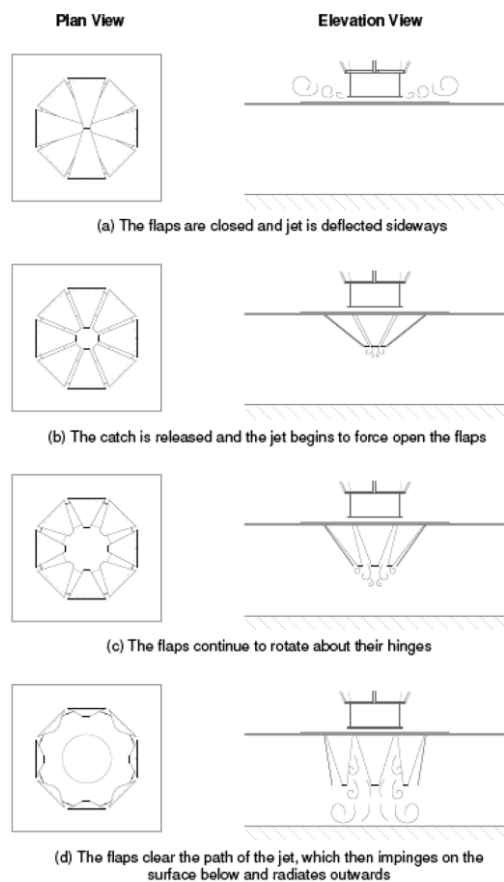 Plan View
Elevation View
(a) The flaps are closed and jet is deflected sideways
(b) The catch is released and the jet begins to force open the flaps
(c) The flaps continue to rotate about their hinges
(d) The flaps clear the path of the jet, which then impinges on the
surface below and radiates outwards